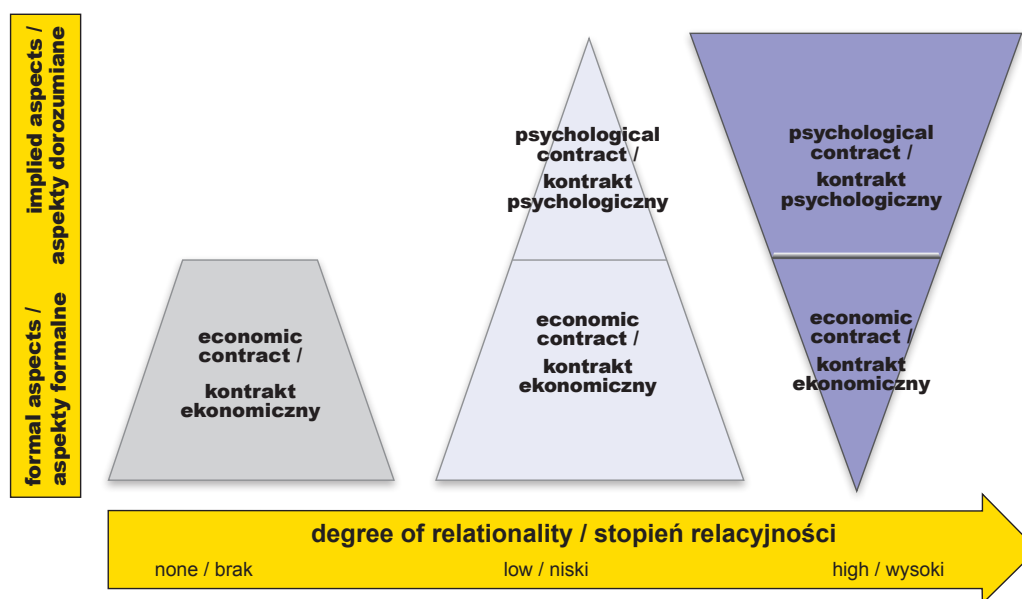 implied aspects /
aspekty dorozumiane
formal aspects /
aspekty formalne
economic
contract /
kontrakt
ekonomiczny
psychological
contract /
kontrakt
psychologiczny
economic
contract /
kontrakt
ekonomiczny
psychological
contract /
kontrakt
psychologiczny
economic
contract /
kontrakt
ekonomiczny
degree of relationality / stopień relacyjności
none / brak
low / niski
high / wysoki